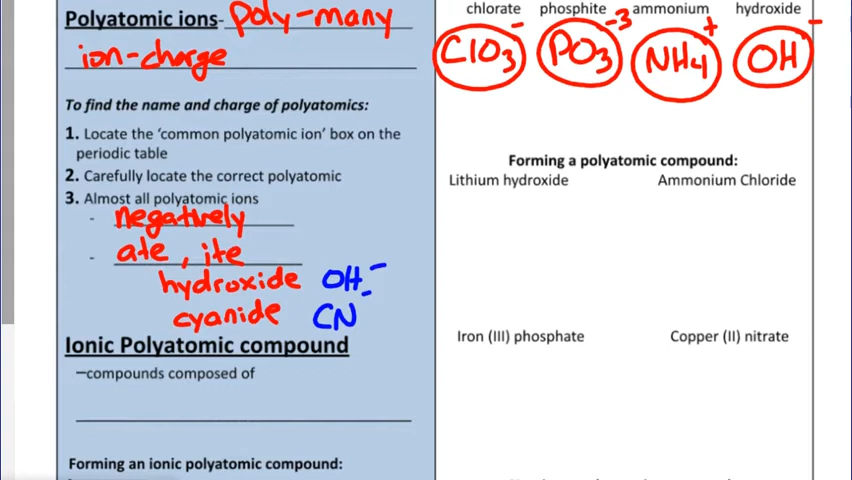 Polyatomic ions- poly-many
ion-charge
To find the name and charge of polyatomics:
1. Locate the 'common polyatomic ion' box on the
periodic table
2. Carefully locate the correct polyatomic
3. Almost all polyatomic ions
- negatively
- ate, ite
hydroxide OH⁻
cyanide CN⁻
Ionic Polyatomic compound
–compounds composed of
Forming an ionic polyatomic compound:
chlorate phosphite ammonium hydroxide
ClO₃⁻ PO₃⁻³ NH₄⁺ OH⁻
Forming a polyatomic compound:
Lithium hydroxide Ammonium Chloride
Iron (III) phosphate Copper (II) nitrate